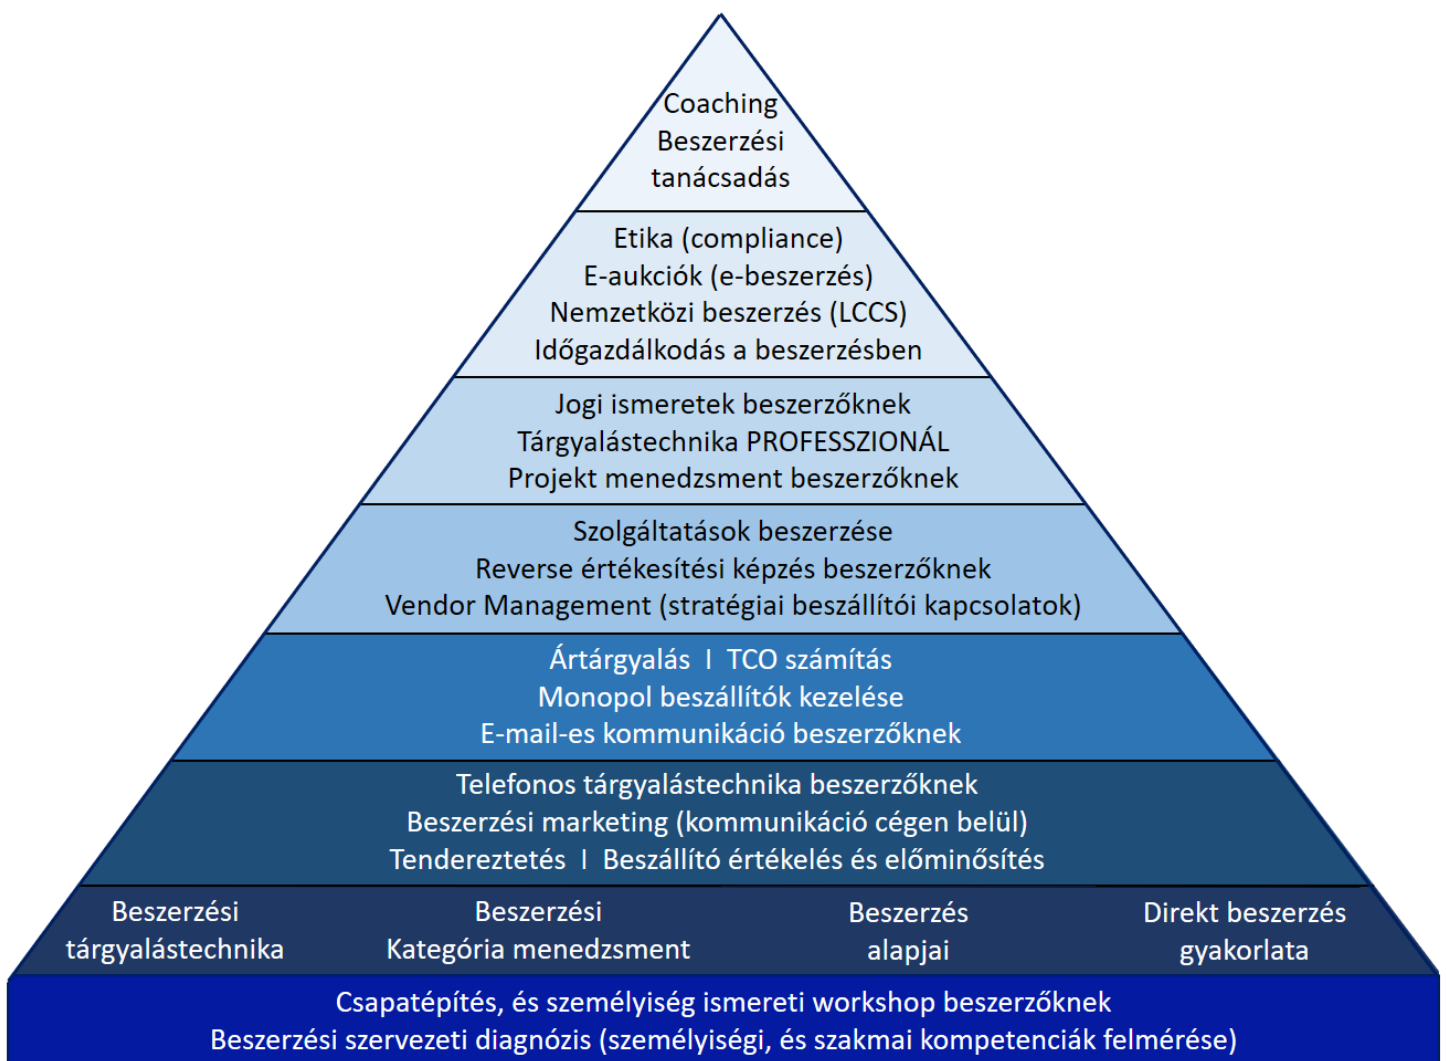 Coaching
Beszerzési
tanácsadás
Etika (compliance)
E-aukciók (e-beszerzés)
Nemzetközi beszerzés (LCCS)
Időgazdálkodás a beszerzésben
Jogi ismeretek beszerzőknek
Tárgyalástechnika PROFESSZIONÁL
Projekt menedzsment beszerzőknek
Szolgáltatások beszerzése
Reverse értékesítési képzés beszerzőknek
Vendor Management (stratégiai beszállítói kapcsolatok)
Ártárgyalás I TCO számítás
Monopol beszállítók kezelése
E-mail-es kommunikáció beszerzőknek
Telefonos tárgyalástechnika beszerzőknek
Beszerzési marketing (kommunikáció cégen belül)
Tendereztetés I Beszállító értékelés és előminősítés
Beszerzési
tárgyalástechnika
Beszerzési
Kategória menedzsment
Beszerzés
alapjai
Direkt beszerzés
gyakorlata
Csapatépítés, és személyiség ismereti workshop beszerzőknek
Beszerzési szervezeti diagnózis (személyiségi, és szakmai kompetenciák felmérése)